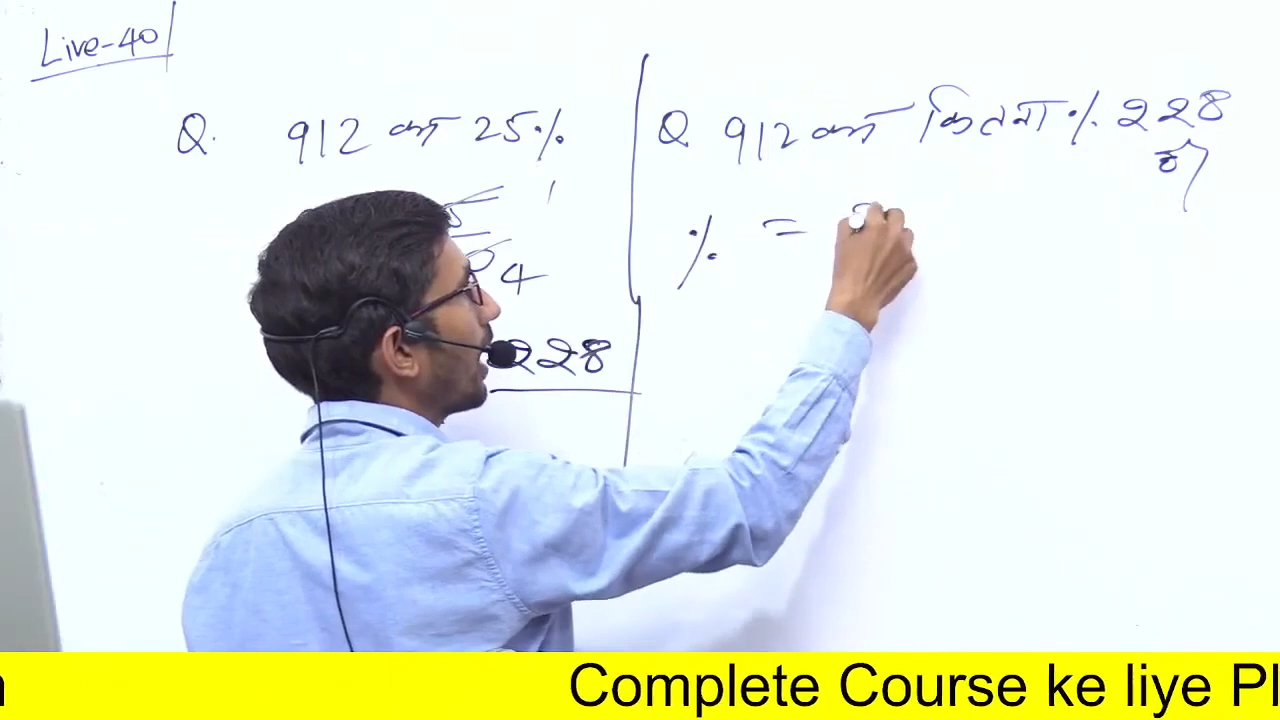 Live-40
Q. 912 का 25%
4
228
Q 912 का कितना % 228
है
% =
Complete Course ke liye Pl